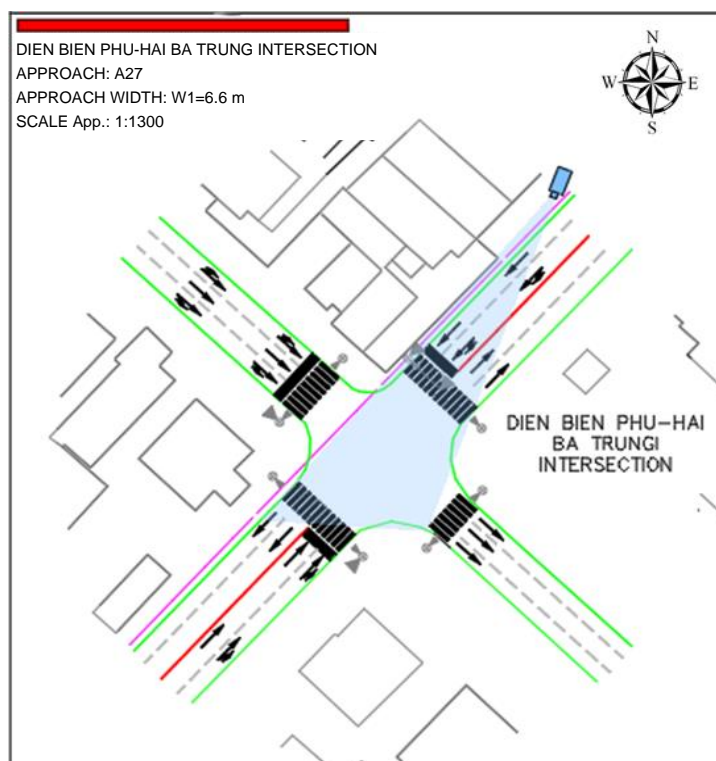 DIEN BIEN PHU-HAI BA TRUNG INTERSECTION
APPROACH: A27
APPROACH WIDTH: W1=6.6 m
SCALE App.: 1:1300
N
W
E
S
DIEN BIEN PHU-HAI
BA TRUNGI
INTERSECTION